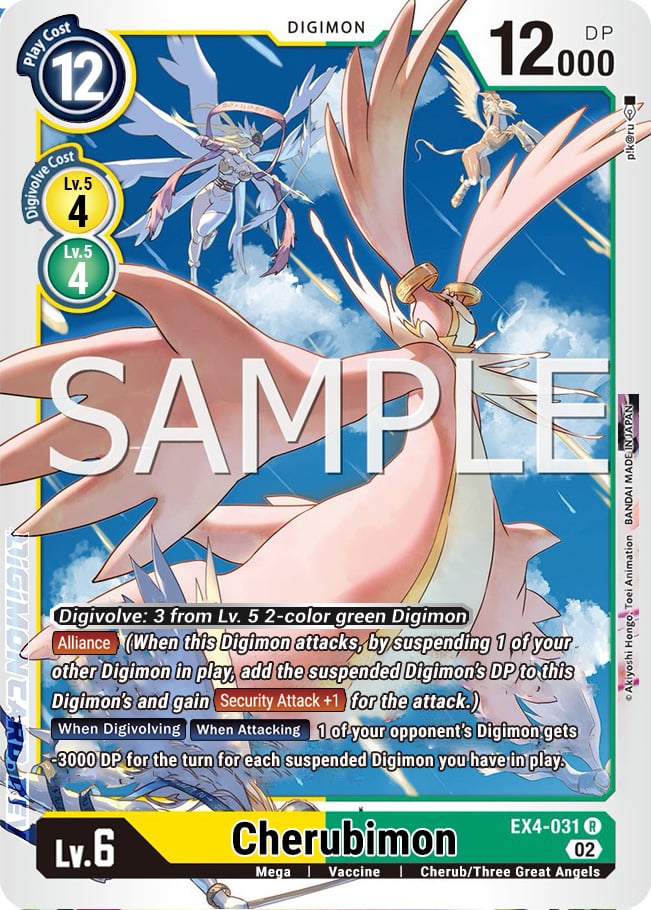 DIGIMON
Play Cost
12
DP
12000
p!k@ru
Digivolve Cost
Lv.5
4
Lv.5
4
SAMPLE
© Akiyoshi Hongo, Toei Animation BANDAI MADE IN JAPAN
Digivolve: 3 from Lv. 5 2-color green Digimon
Alliance (When this Digimon attacks, by suspending 1 of your
other Digimon in play, add the suspended Digimon's DP to this
Digimon's and gain Security Attack +1 for the attack.)
When Digivolving When Attacking 1 of your opponent's Digimon gets
-3000 DP for the turn for each suspended Digimon you have in play.
Lv.6
Cherubimon
EX4-031 R
02
Mega | Vaccine | Cherub/Three Great Angels